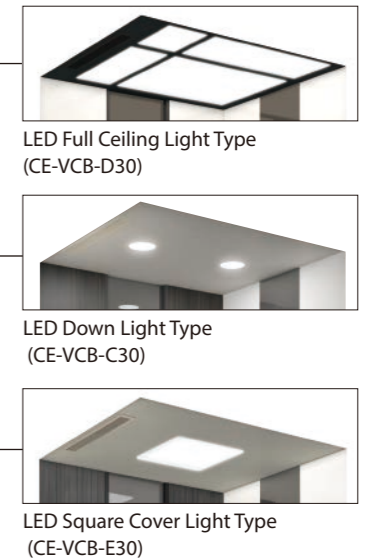 LED Full Ceiling Light Type
(CE-VCB-D30)
LED Down Light Type
(CE-VCB-C30)
LED Square Cover Light Type
(CE-VCB-E30)